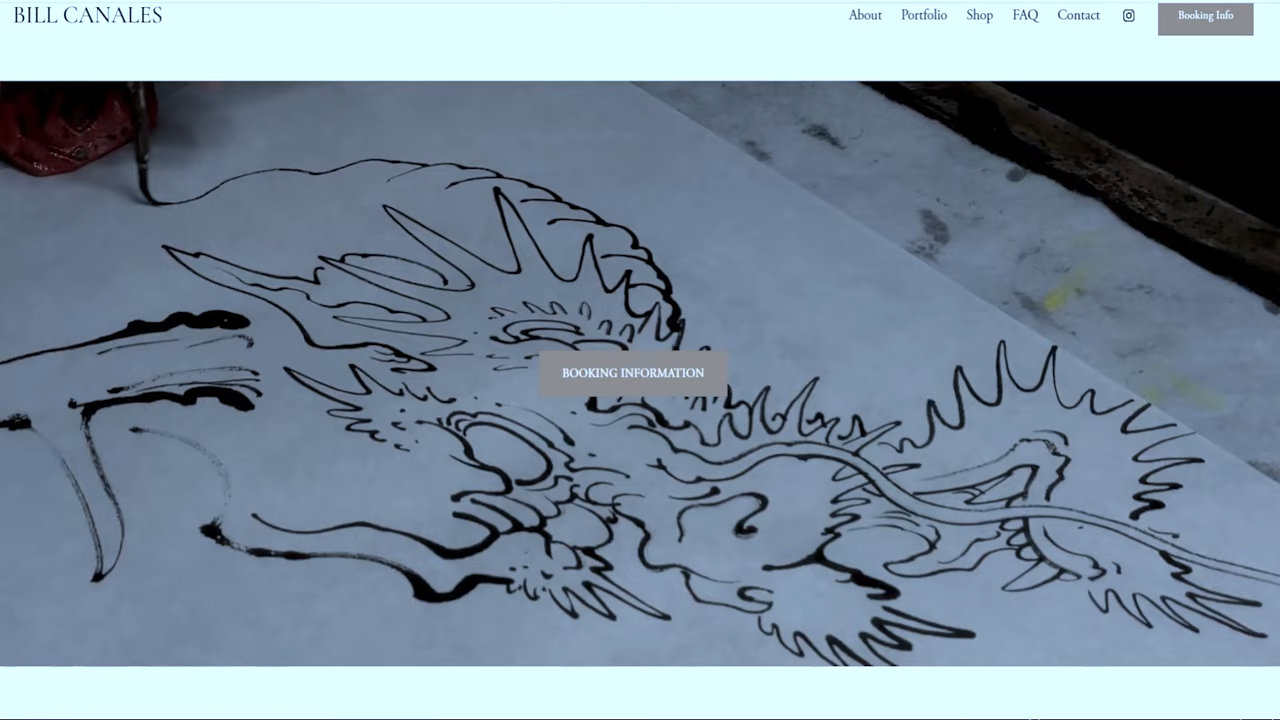 BILL CANALES
About Portfolio Shop FAQ Contact Booking Info
BOOKING INFORMATION